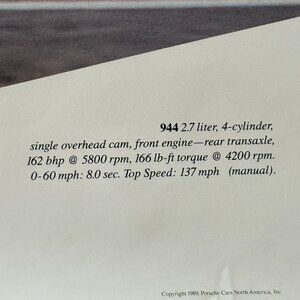 944 2.7 liter, 4-cylinder,
single overhead cam, front engine—rear transaxle,
162 bhp @ 5800 rpm, 166 lb-ft torque @ 4200 rpm.
0-60 mph: 8.0 sec. Top Speed: 137 mph (manual).
Copyright 1989, Porsche Cars North America, Inc.